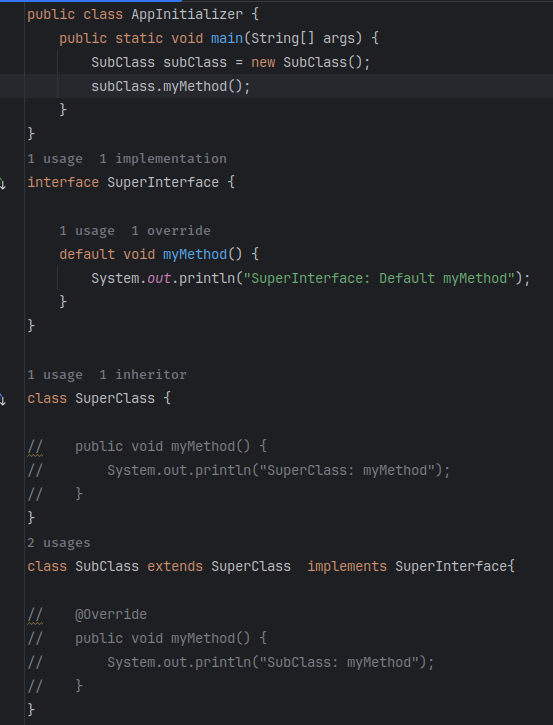 public class AppInitializer {
    public static void main(String[] args) {
        SubClass subClass = new SubClass();
        subClass.myMethod();
    }
}
1 usage  1 implementation
interface SuperInterface {
    1 usage  1 override
    default void myMethod() {
        System.out.println("SuperInterface: Default myMethod");
    }
}
1 usage  1 inheritor
class SuperClass {
//    public void myMethod() {
//        System.out.println("SuperClass: myMethod");
//    }
}
2 usages
class SubClass extends SuperClass  implements SuperInterface{
//    @Override
//    public void myMethod() {
//        System.out.println("SubClass: myMethod");
//    }
}